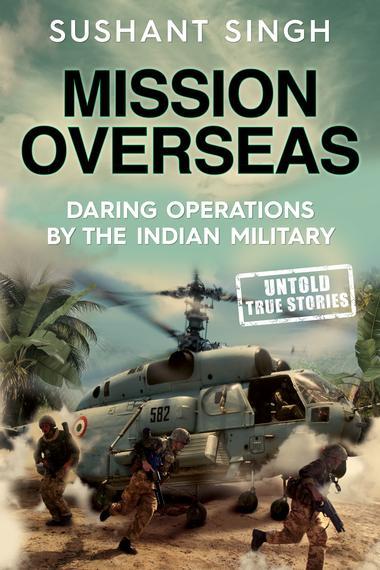 SUSHANT SINGH
MISSION
OVERSEAS
DARING OPERATIONS
BY THE INDIAN MILITARY
UNTOLD
TRUE STORIES
582